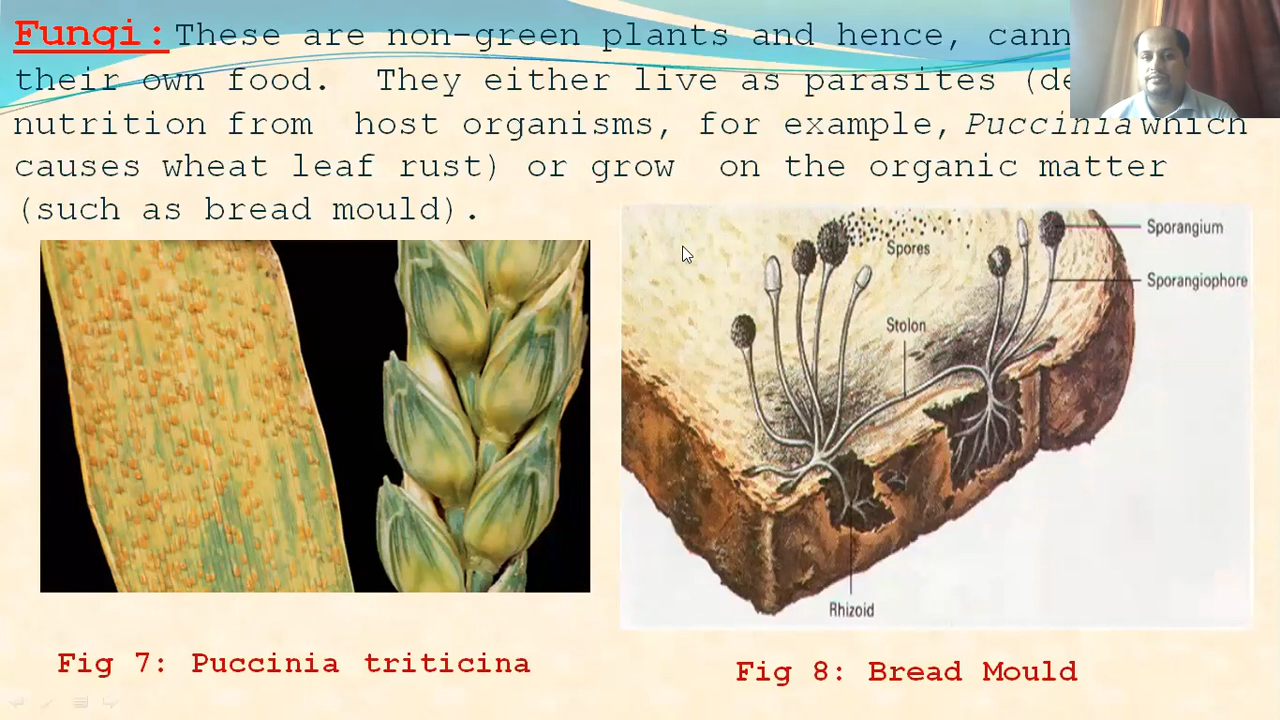 Fungi: These are non-green plants and hence,
their own food. They either live as parasites
nutrition from host organisms, for example, Puccinia which
causes wheat leaf rust) or grow on the organic matter
(such as bread mould).
Spores
Sporangium
Sporangiophore
Stolon
Rhizoid
Fig 7: Puccinia triticina
Fig 8: Bread Mould